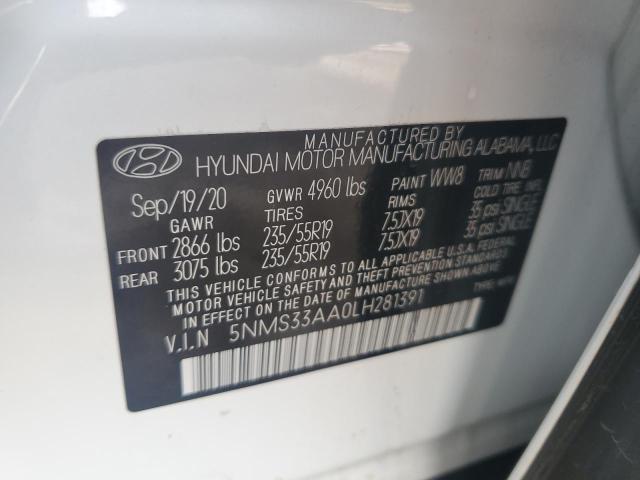 MANUFACTURED BY
HYUNDAI MOTOR MANUFACTURING ALABAMA, LLC
Sep/19/20 GVWR 4960 lbs PAINT WW8 TRIM NNB
GAWR TIRES RIMS COLD TIRE INFL
FRONT 2866 lbs 235/55R19 7.5JX19 35 psi SINGLE
REAR 3075 lbs 235/55R19 7.5JX19 35 psi SINGLE
THIS VEHICLE CONFORMS TO ALL APPLICABLE U.S.A. FEDERAL
MOTOR VEHICLE SAFETY AND THEFT PREVENTION STANDARDS
IN EFFECT ON THE DATE OF MANUFACTURE SHOWN ABOVE.
V.I.N 5NMS33AA0LH281391 TYPE: MPV